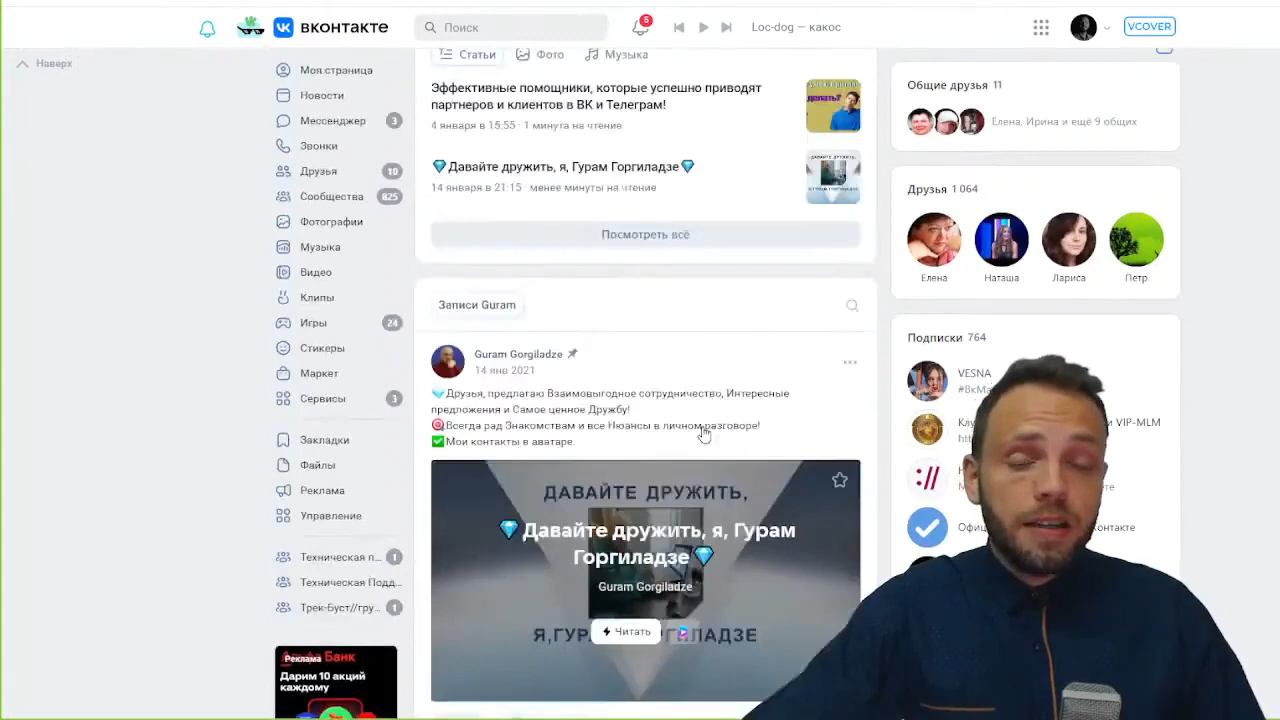 вконтакте
Поиск
5
Loc-dog — какос
VCOVER
Наверх
Моя страница
Новости
Мессенджер 3
Звонки
Друзья 10
Сообщества 825
Фотографии
Музыка
Видео
Клипы
Игры 24
Стикеры
Маркет
Сервисы 3
Закладки
Файлы
Реклама
Управление
Техническая п... 1
Техническая Подд...
Трек-Буст//гру... 1
Реклама
Альфа Банк
Дарим 10 акций
каждому
Статьи
Фото
Музыка
Эффективные помощники, которые успешно приводят
партнеров и клиентов в ВК и Телеграм!
4 января в 15:55 · 1 минута на чтение
💎Давайте дружить, я, Гурам Горгиладзе💎
14 января в 21:15 · менее минуты на чтение
Посмотреть всё
Записи Guram
Guram Gorgiladze
14 янв 2021
💎Друзья, предлагаю Взаимовыгодное сотрудничество, Интересные
предложения и Самое ценное Дружбу!
🎯Всегда рад Знакомствам и все Нюансы в личном разговоре!
✅Мои контакты в аватаре.
ДАВАЙТЕ ДРУЖИТЬ,
💎Давайте дружить, я, Гурам
Горгиладзе💎
Guram Gorgiladze
Читать
Общие друзья 11
Елена, Ирина и ещё 9 общих
Друзья 1 064
Елена
Наташа
Лариса
Петр
Подписки 764
VESNA
и VIP-MLM